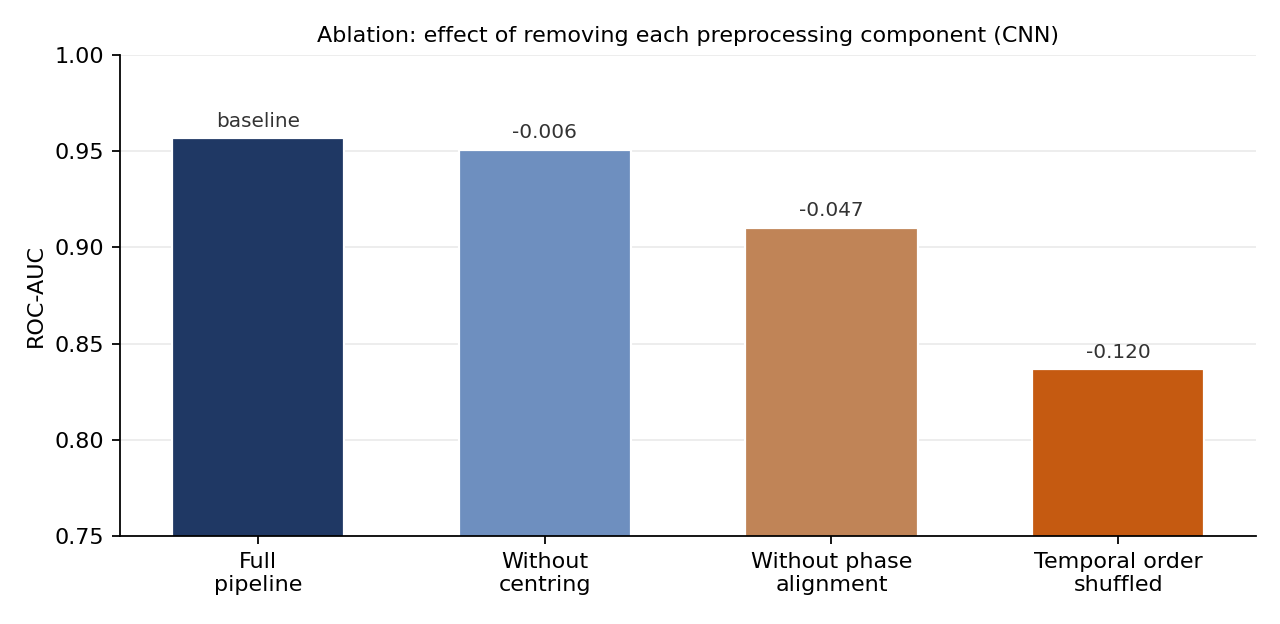 Ablation: effect of removing each preprocessing component (CNN)
ROC-AUC
1.00
0.95
0.90
0.85
0.80
0.75
baseline
-0.006
-0.047
-0.120
Full
pipeline
Without
centring
Without phase
alignment
Temporal order
shuffled